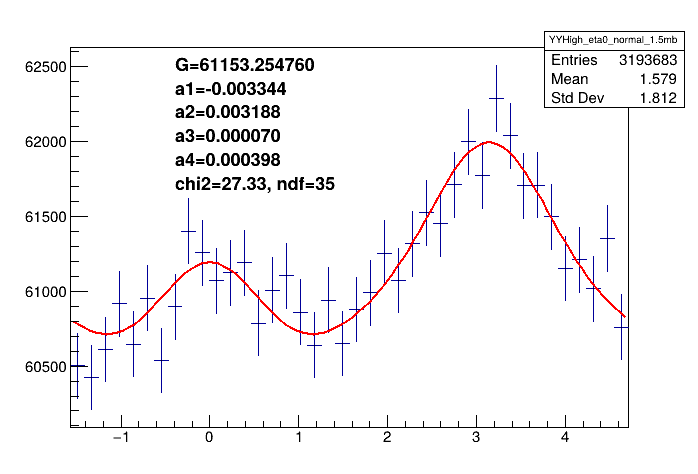 YYHigh_eta0_normal_1.5mb
Entries 3193683
Mean 1.579
Std Dev 1.812
G=61153.254760
a1=-0.003344
a2=0.003188
a3=0.000070
a4=0.000398
chi2=27.33, ndf=35
62500
62000
61500
61000
60500
−1 0 1 2 3 4